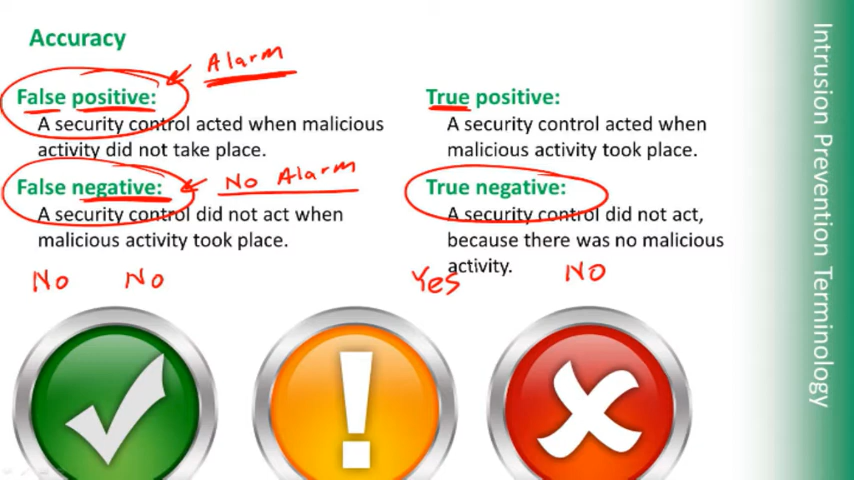 Accuracy
Alarm
False positive:
A security control acted when malicious
activity did not take place.
No Alarm
False negative:
A security control did not act when
malicious activity took place.
No No
True positive:
A security control acted when
malicious activity took place.
True negative:
A security control did not act,
because there was no malicious
activity.
Yes NO
Intrusion Prevention Terminology